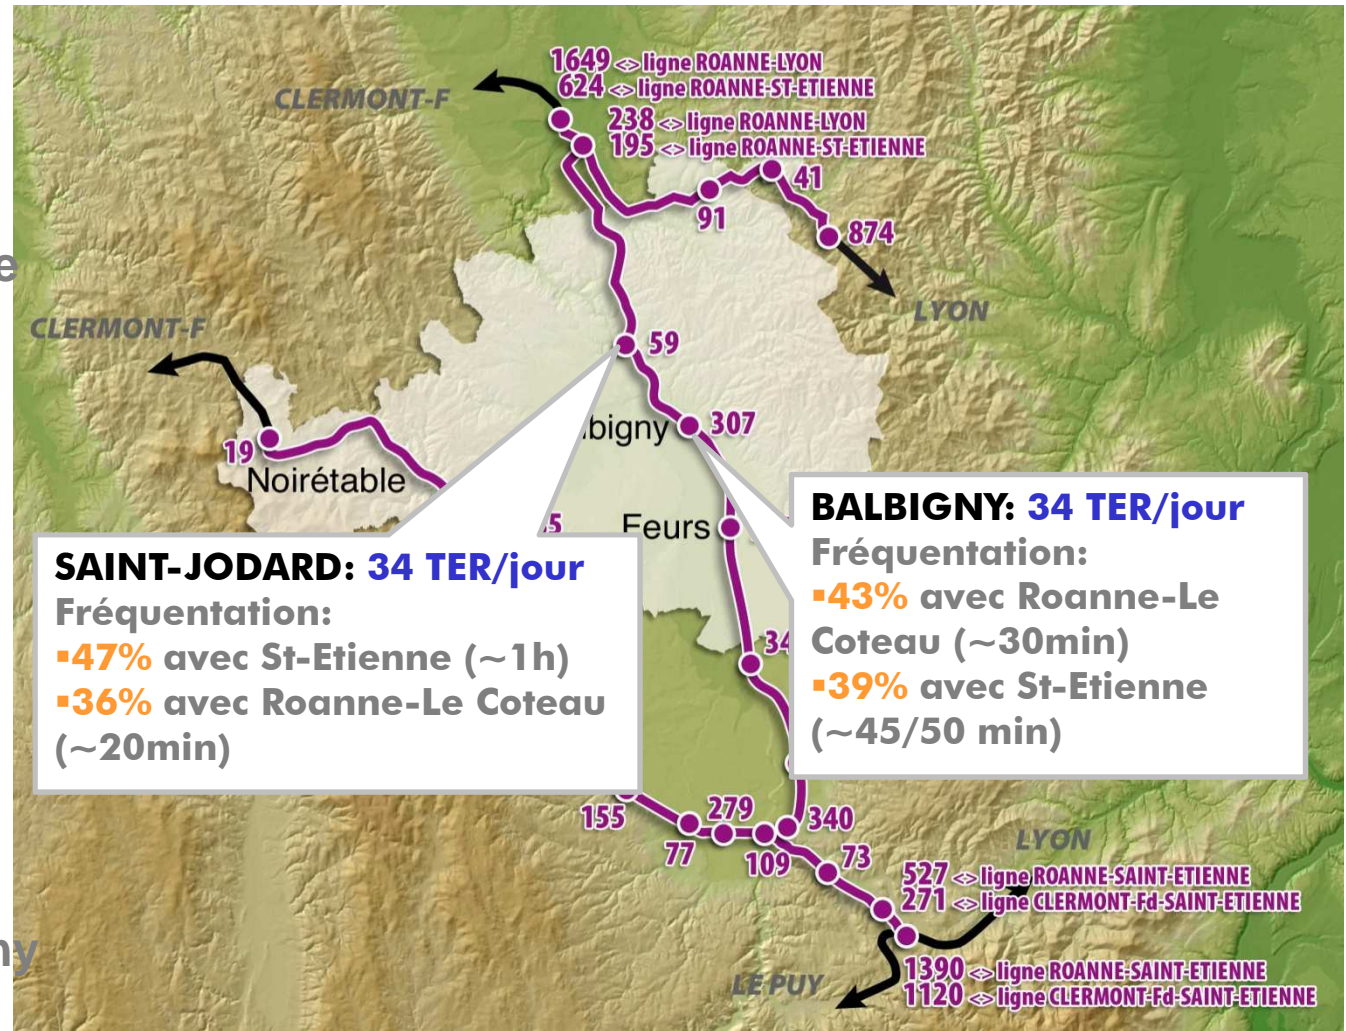 1649 <> ligne ROANNE-LYON
624 <> ligne ROANNE-ST-ETIENNE
CLERMONT-F
238 <> ligne ROANNE-LYON
195 <> ligne ROANNE-ST-ETIENNE
41
91
874
LYON
CLERMONT-F
59
307
19
Noirétable
Feurs
SAINT-JODARD: 34 TER/jour
Fréquentation:
▪47% avec St-Etienne (~1h)
▪36% avec Roanne-Le Coteau
(~20min)
BALBIGNY: 34 TER/jour
Fréquentation:
▪43% avec Roanne-Le
Coteau (~30min)
▪39% avec St-Etienne
(~45/50 min)
155
279
340
77
109
73
LYON
527 <> ligne ROANNE-SAINT-ETIENNE
271 <> ligne CLERMONT-Fd-SAINT-ETIENNE
LE PUY
1390 <> ligne ROANNE-SAINT-ETIENNE
1120 <> ligne CLERMONT-Fd-SAINT-ETIENNE